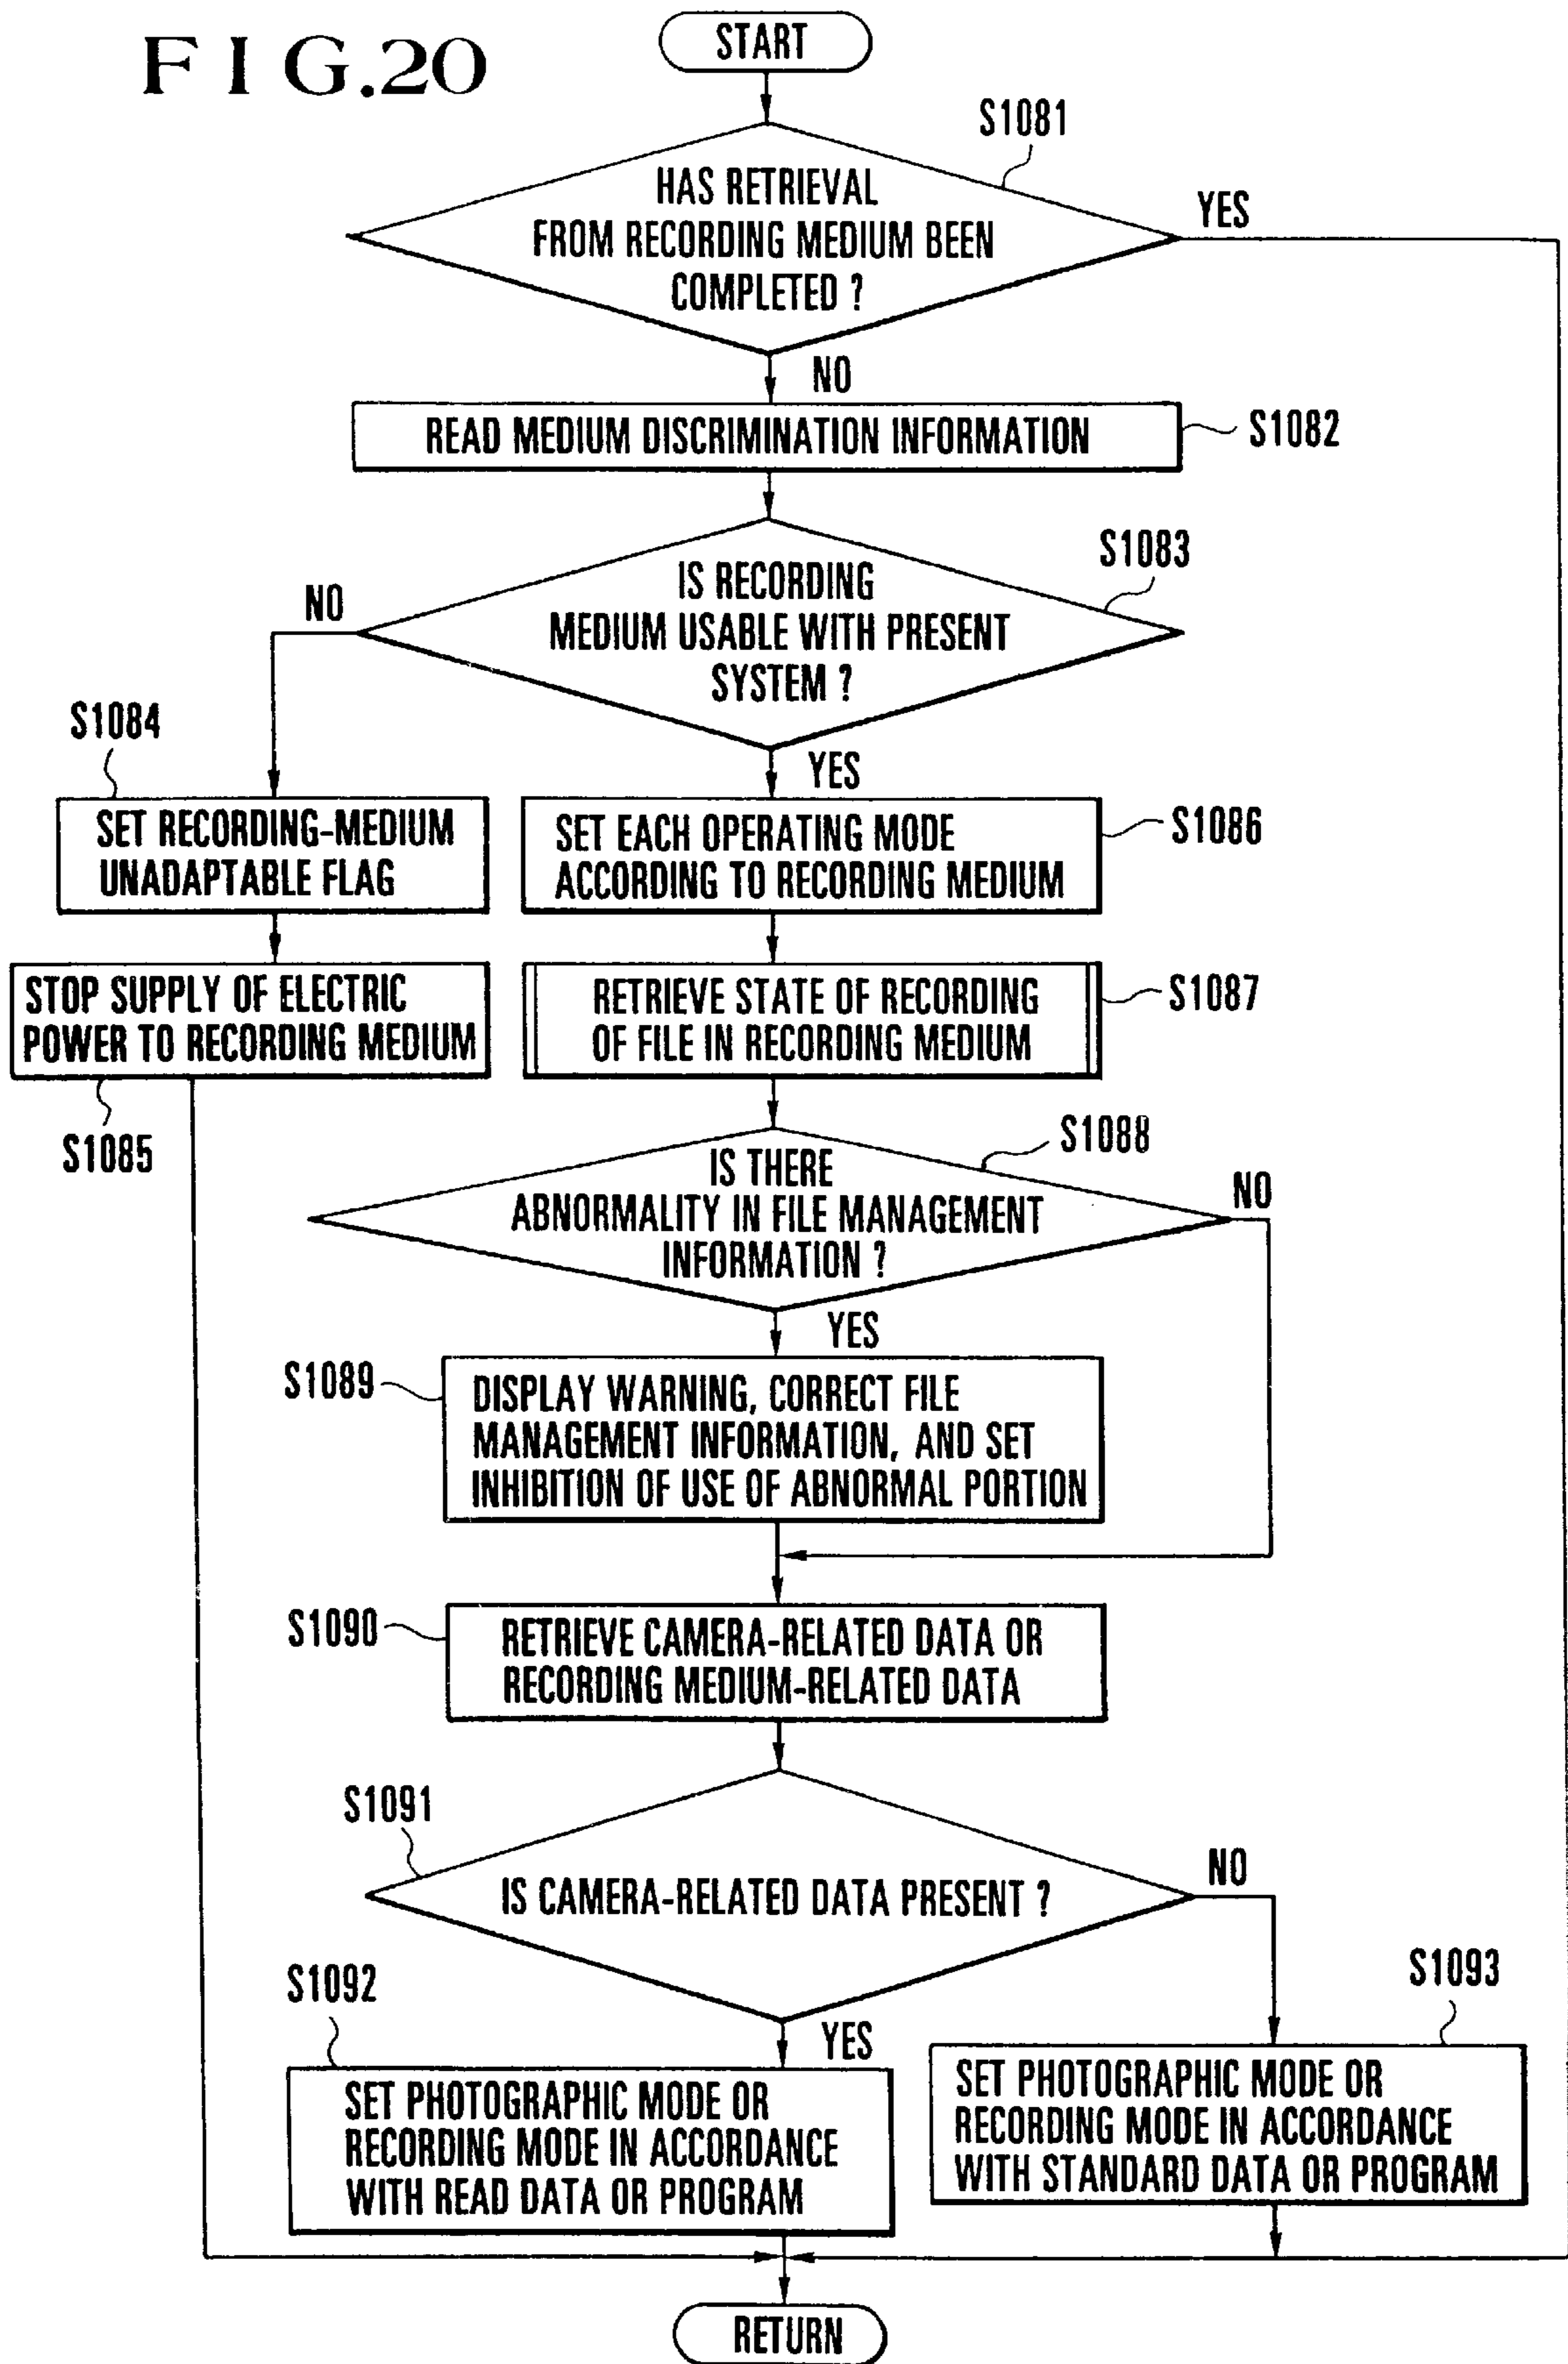 FIG.20
START
S1081
HAS RETRIEVAL
FROM RECORDING MEDIUM BEEN
COMPLETED ?
YES
NO
READ MEDIUM DISCRIMINATION INFORMATION
S1082
S1083
IS RECORDING
MEDIUM USABLE WITH PRESENT
SYSTEM ?
NO
YES
S1084
SET RECORDING-MEDIUM
UNADAPTABLE FLAG
SET EACH OPERATING MODE
ACCORDING TO RECORDING MEDIUM
S1086
STOP SUPPLY OF ELECTRIC
POWER TO RECORDING MEDIUM
S1085
RETRIEVE STATE OF RECORDING
OF FILE IN RECORDING MEDIUM
S1087
S1088
IS THERE
ABNORMALITY IN FILE MANAGEMENT
INFORMATION ?
NO
YES
S1089
DISPLAY WARNING, CORRECT FILE
MANAGEMENT INFORMATION, AND SET
INHIBITION OF USE OF ABNORMAL PORTION
S1090
RETRIEVE CAMERA-RELATED DATA OR
RECORDING MEDIUM-RELATED DATA
S1091
IS CAMERA-RELATED DATA PRESENT ?
NO
YES
S1092
SET PHOTOGRAPHIC MODE OR
RECORDING MODE IN ACCORDANCE
WITH READ DATA OR PROGRAM
S1093
SET PHOTOGRAPHIC MODE OR
RECORDING MODE IN ACCORDANCE
WITH STANDARD DATA OR PROGRAM
RETURN